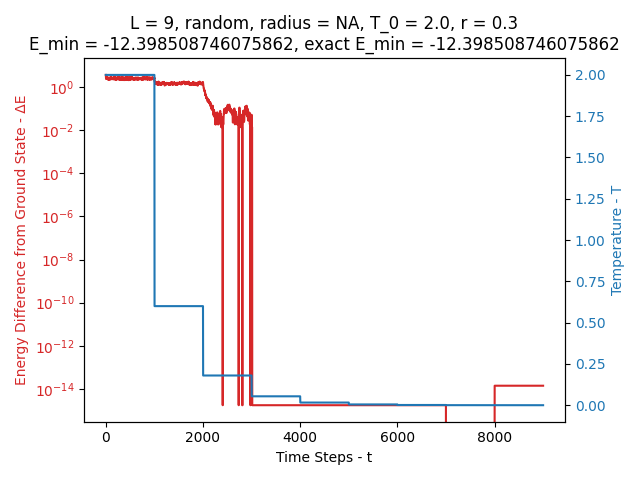 L = 9, random, radius = NA, T_0 = 2.0, r = 0.3
E_min = -12.398508746075862, exact E_min = -12.398508746075862
Energy Difference from Ground State - ΔE
10^0
10^-2
10^-4
10^-6
10^-8
10^-10
10^-12
10^-14
2.00
1.75
1.50
1.25
1.00
0.75
0.50
0.25
0.00
Temperature - T
0 2000 4000 6000 8000
Time Steps - t